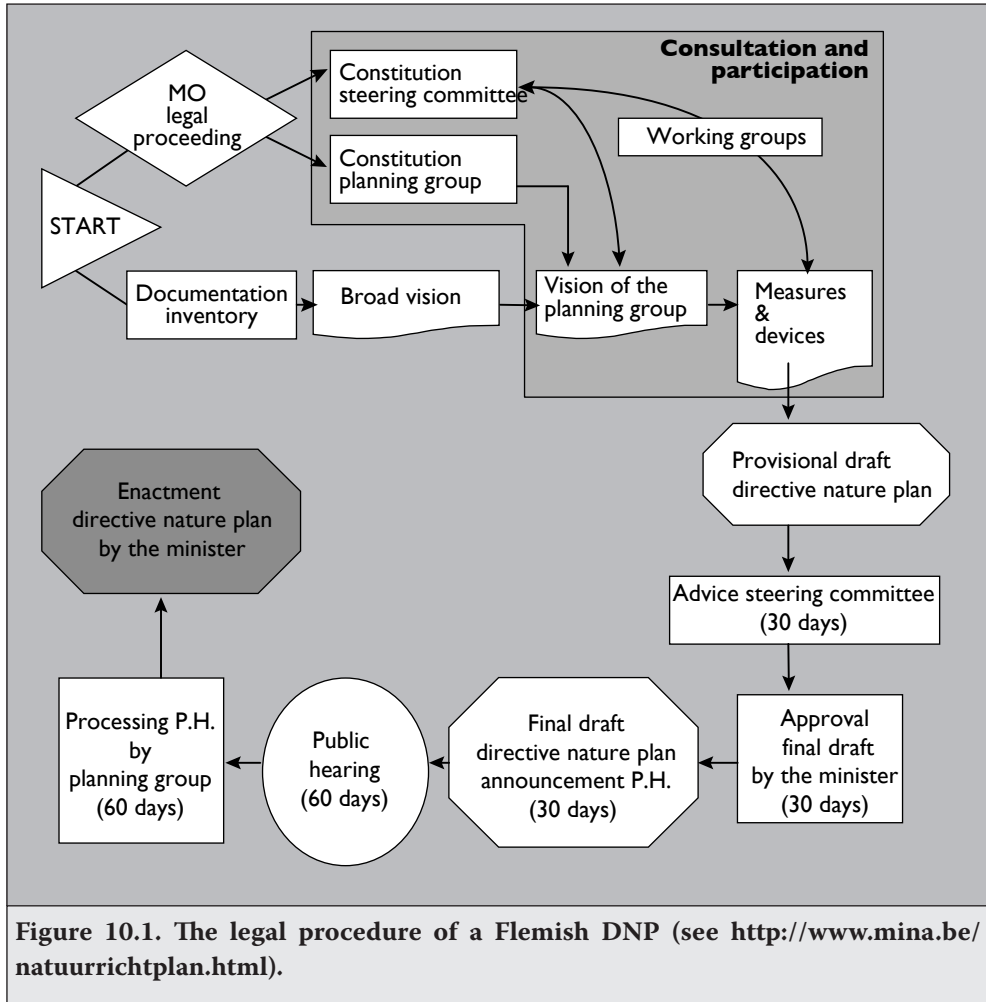 Consultation and
participation
MO
legal
proceeding
Constitution
steering committee
Working groups
Constitution
planning group
START
Documentation
inventory
Broad vision
Vision of the
planning group
Measures
&
devices
Provisional draft
directive nature plan
Enactment
directive nature plan
by the minister
Advice steering committee
(30 days)
Approval
final draft
by the minister
(30 days)
Final draft
directive nature plan
announcement P.H.
(30 days)
Public
hearing
(60 days)
Processing P.H.
by
planning group
(60 days)
Figure 10.1. The legal procedure of a Flemish DNP (see http://www.mina.be/
natuurrichtplan.html).